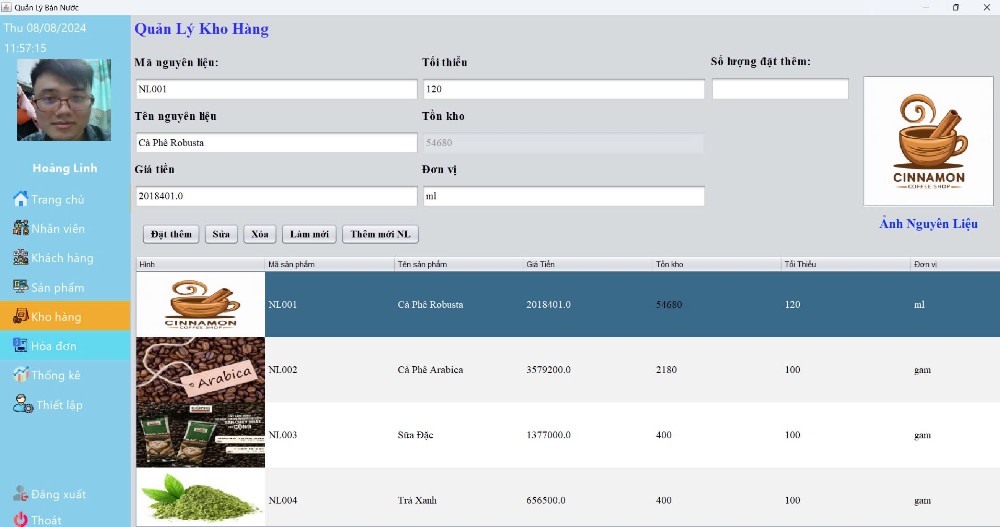 Quản Lý Bán Nước
Thu 08/08/2024
11:57:15
Hoàng Linh
Trang chủ
Nhân viên
Khách hàng
Sản phẩm
Kho hàng
Hóa đơn
Thống kê
Thiết lập
Đăng xuất
Thoát
Quản Lý Kho Hàng
Mã nguyên liệu:
NL001
Tối thiểu
120
Số lượng đặt thêm:
Tên nguyên liệu
Cà Phê Robusta
Tồn kho
54680
Giá tiền
2018401.0
Đơn vị
ml
CINNAMON
COFFEE SHOP
Ảnh Nguyên Liệu
Đặt thêm Sửa Xóa Làm mới Thêm mới NL
Hình Mã sản phẩm Tên sản phẩm Giá Tiền Tồn kho Tối Thiểu Đơn vị
CINNAMON
COFFEE SHOP
NL001 Cà Phê Robusta 2018401.0 54680 120 ml
Arabica
NL002 Cà Phê Arabica 3579200.0 2180 100 gam
CỘNG
BÁN CHẠY NHẤT
CỘNG
NL003 Sữa Đặc 1377000.0 400 100 gam
NL004 Trà Xanh 656500.0 400 100 gam